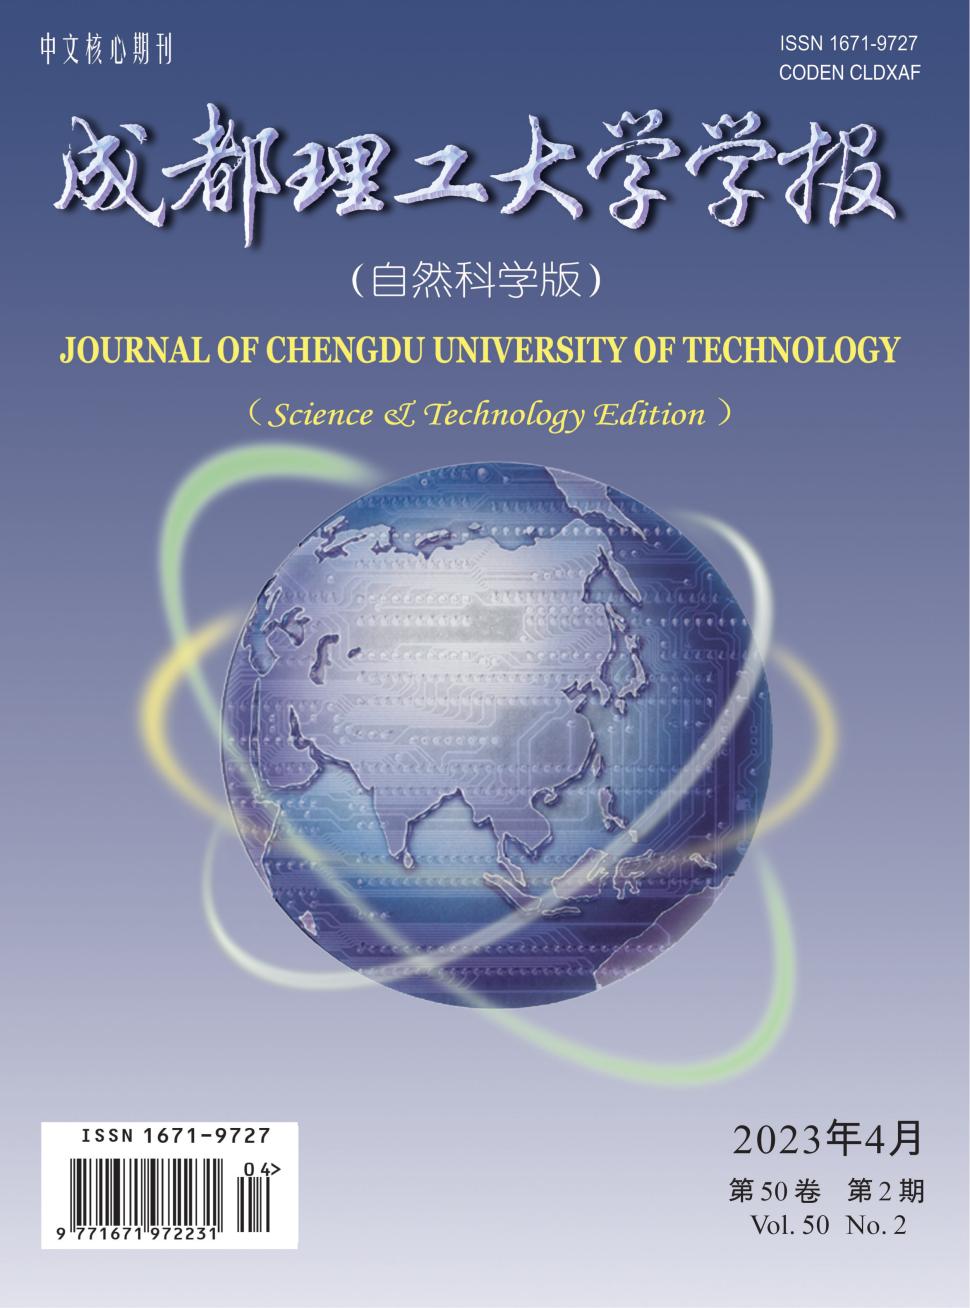 中文核心期刊
ISSN 1671-9727
CODEN CLDXAF
成都理工大学学报
(自然科学版)
JOURNAL OF CHENGDU UNIVERSITY OF TECHNOLOGY
(Science & Technology Edition)
ISSN 1671-9727
04>
9 771671 972231
2023年4月
第50卷 第2期
Vol. 50 No. 2